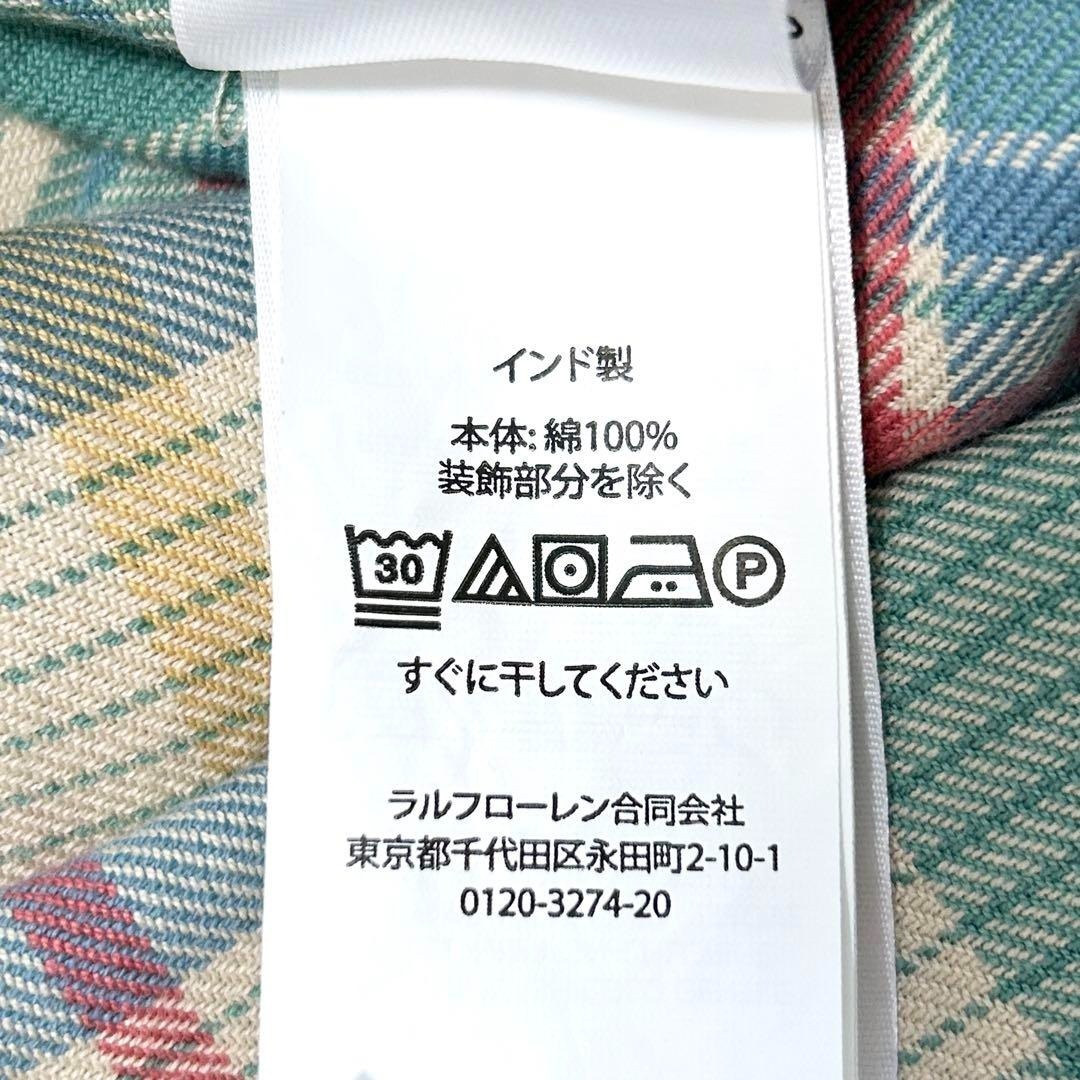 インド製
本体: 綿100%
装飾部分を除く
30
P
すぐに干してください
ラルフローレン合同会社
東京都千代田区永田町2-10-1
0120-3274-20